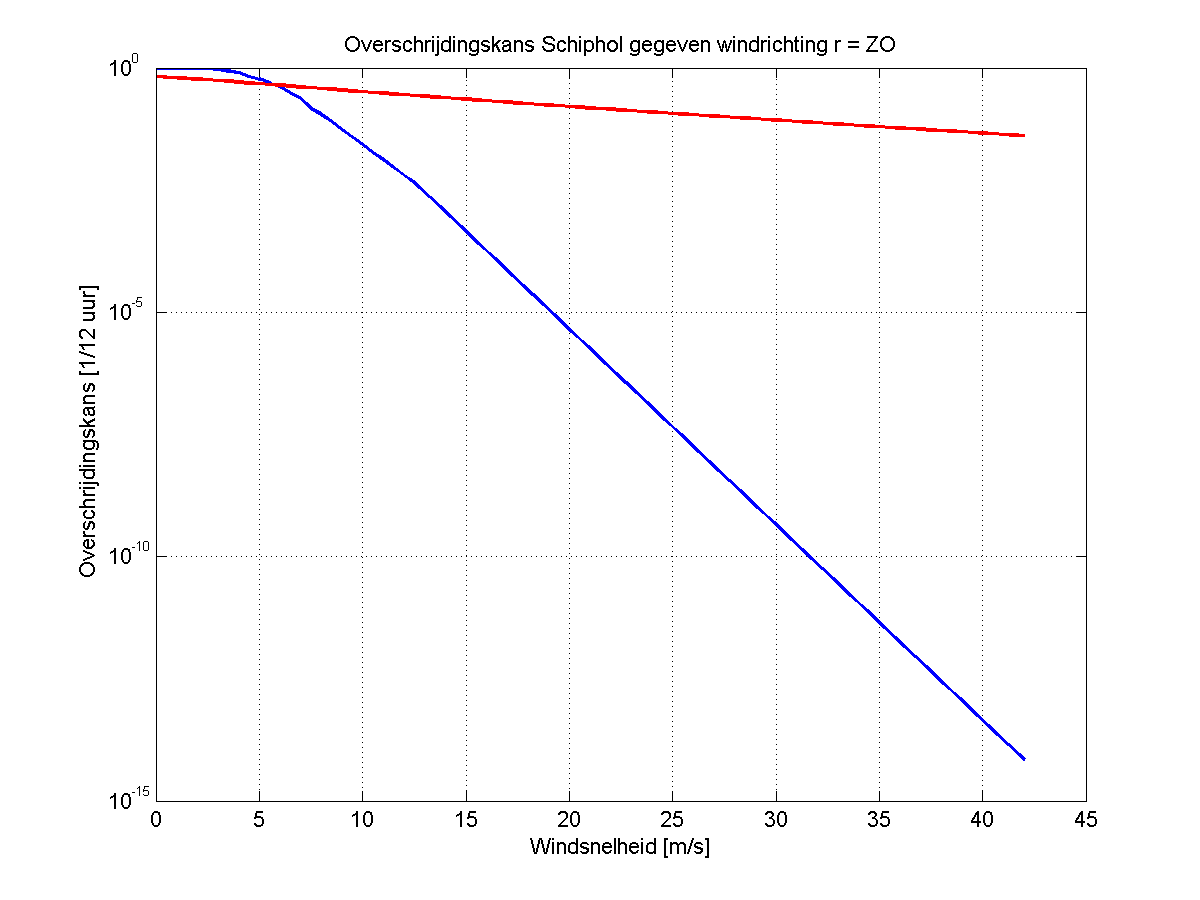 Overschrijdingskans Schiphol gegeven windrichting r = ZO
10^0
10^-5
10^-10
10^-15
Overschrijdingskans [1/12 uur]
0 5 10 15 20 25 30 35 40 45
Windsnelheid [m/s]